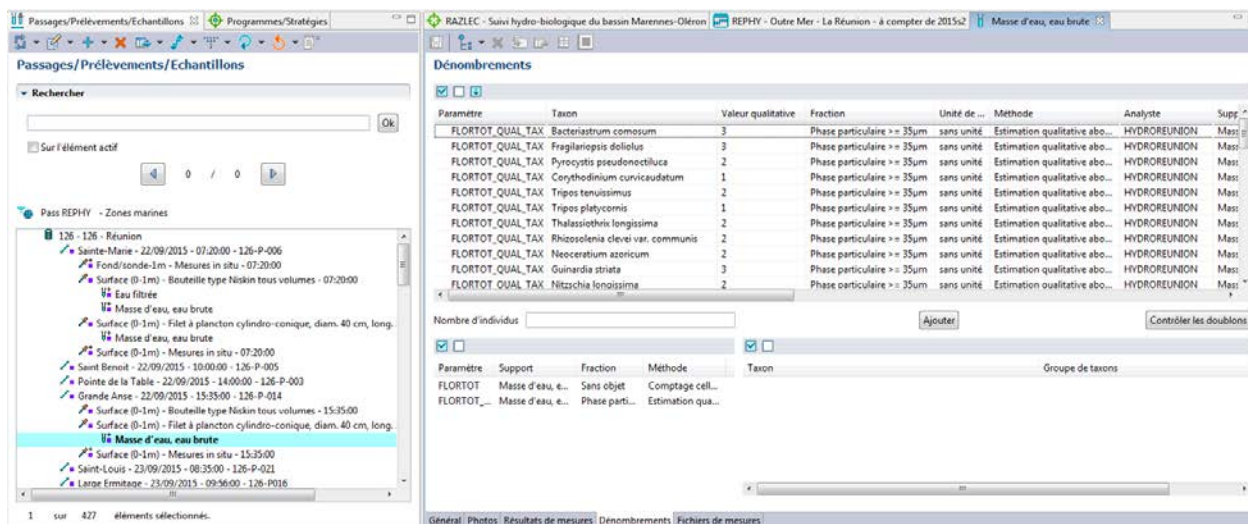 Passages/Prélèvements/Echantillons Programmes/Stratégies
Passages/Prélèvements/Echantillons
Rechercher
Ok
Sur l'élément actif
0 / 0
Pass REPHY - Zones marines
126 - 126 - Réunion
Sainte-Marie - 22/09/2015 - 07:20:00 - 126-P-006
Fond/sonde-1m - Mesures in situ - 07:20:00
Surface (0-1m) - Bouteille type Niskin tous volumes - 07:20:00
Eau filtrée
Masse d'eau, eau brute
Surface (0-1m) - Filet à plancton cylindro-conique, diam. 40 cm, long.
Masse d'eau, eau brute
Surface (0-1m) - Mesures in situ - 07:20:00
Saint Benoit - 22/09/2015 - 10:00:00 - 126-P-005
Pointe de la Table - 22/09/2015 - 14:00:00 - 126-P-003
Grande Anse - 22/09/2015 - 15:35:00 - 126-P-014
Surface (0-1m) - Bouteille type Niskin tous volumes - 15:35:00
Surface (0-1m) - Filet à plancton cylindro-conique, diam. 40 cm, long.
Masse d'eau, eau brute
Surface (0-1m) - Mesures in situ - 15:35:00
Saint-Louis - 23/09/2015 - 08:35:00 - 126-P-021
Large Ermitage - 23/09/2015 - 09:56:00 - 126-P016
1 sur 427 éléments sélectionnés.
RAZLEC - Suivi hydro-biologique du bassin Marennes-Oléron REPHY - Outre Mer - La Réunion - à compter de 2015s2 Masse d'eau, eau brute
Dénombrements
Paramètre Taxon Valeur qualitative Fraction Unité de ... Méthode Analyste Supp
FLORTOT_QUAL_TAX Bacteriastrum comosum 3 Phase particulaire >= 35µm sans unité Estimation qualitative abo... HYDROREUNION Mass
FLORTOT_QUAL_TAX Fragilariopsis doliolus 3 Phase particulaire >= 35µm sans unité Estimation qualitative abo... HYDROREUNION Mass
FLORTOT_QUAL_TAX Pyrocystis pseudonoctiluca 2 Phase particulaire >= 35µm sans unité Estimation qualitative abo... HYDROREUNION Mass
FLORTOT_QUAL_TAX Corythodinium curvicaudatum 1 Phase particulaire >= 35µm sans unité Estimation qualitative abo... HYDROREUNION Mass
FLORTOT_QUAL_TAX Tripos tenuissimus 2 Phase particulaire >= 35µm sans unité Estimation qualitative abo... HYDROREUNION Mass
FLORTOT_QUAL_TAX Tripos platycornis 1 Phase particulaire >= 35µm sans unité Estimation qualitative abo... HYDROREUNION Mass
FLORTOT_QUAL_TAX Thalassiothrix longissima 2 Phase particulaire >= 35µm sans unité Estimation qualitative abo... HYDROREUNION Mass
FLORTOT_QUAL_TAX Rhizosolenia clevei var. communis 2 Phase particulaire >= 35µm sans unité Estimation qualitative abo... HYDROREUNION Mass
FLORTOT_QUAL_TAX Neoceratium azoricum 2 Phase particulaire >= 35µm sans unité Estimation qualitative abo... HYDROREUNION Mass
FLORTOT_QUAL_TAX Guinardia striata 3 Phase particulaire >= 35µm sans unité Estimation qualitative abo... HYDROREUNION Mass
FLORTOT_QUAL_TAX Nitzschia longissima 2 Phase particulaire >= 35µm sans unité Estimation qualitative abo... HYDROREUNION Mass
Nombre d'individus Ajouter Contrôler les doublons
Paramètre Support Fraction Méthode Taxon Groupe de taxons
FLORTOT Masse d'eau, e... Sans objet Comptage cell...
FLORTOT_... Masse d'eau, e... Phase parti... Estimation qua...
Général Photos Résultats de mesures Dénombrements Fichiers de mesures